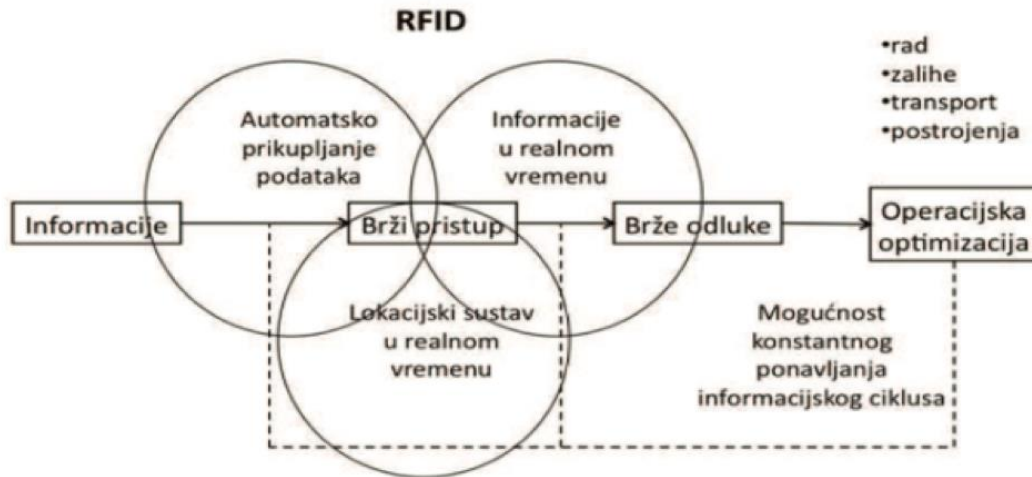 RFID
•rad
•zalihe
•transport
•postrojenja
Automatsko
prikupljanje
podataka
Informacije
u realnom
vremenu
Informacije
Brži pristup
Brže odluke
Operacijska
optimizacija
Lokacijski sustav
u realnom
vremenu
Mogućnost
konstantnog
ponavljanja
informacijskog ciklusa